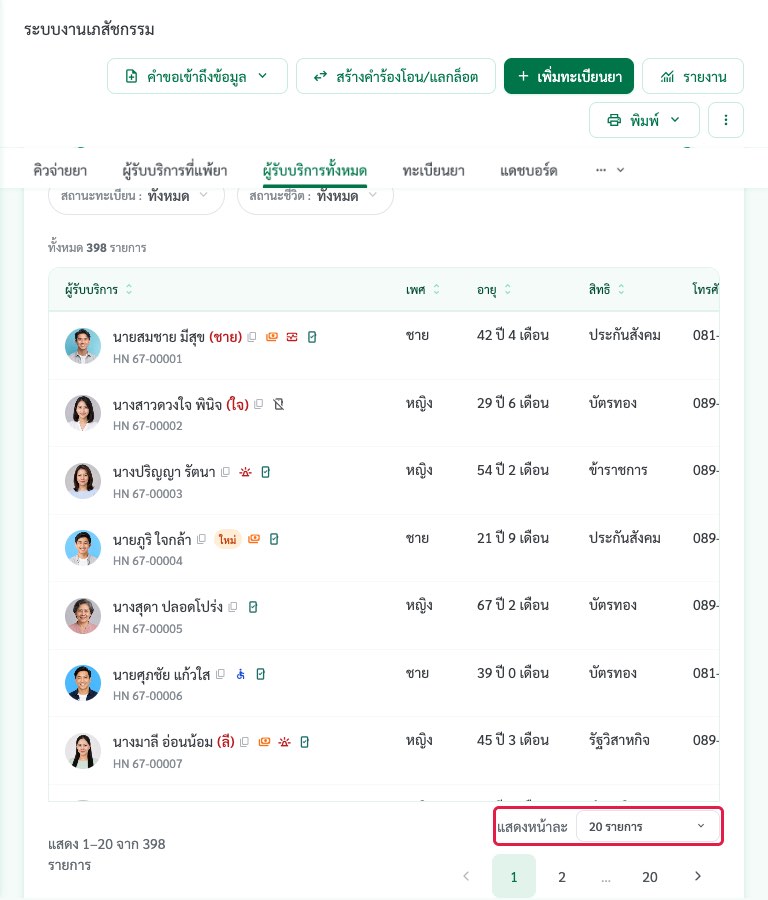 ระบบงานเภสัชกรรม
คำขอเข้าถึงข้อมูล
สร้างคำร้องโอน/แลกล็อต
เพิ่มทะเบียนยา
รายงาน
พิมพ์
คิวจ่ายยา
ผู้รับบริการที่แพ้ยา
ผู้รับบริการทั้งหมด
ทะเบียนยา
แดชบอร์ด
...
สถานะทะเบียน : ทั้งหมด
สถานะชีวิต : ทั้งหมด
ทั้งหมด 398 รายการ
ผู้รับบริการ เพศ อายุ สิทธิ โทรศั
นายสมชาย มีสุข (ชาย) ชาย 42 ปี 4 เดือน ประกันสังคม 081-
HN 67-00001
นางสาวดวงใจ พินิจ (ใจ) หญิง 29 ปี 6 เดือน บัตรทอง 089-
HN 67-00002
นางปริญญา รัตนา หญิง 54 ปี 2 เดือน ข้าราชการ 089-
HN 67-00003
นายภูริ ใจกล้า ใหม่ ชาย 21 ปี 9 เดือน ประกันสังคม 089-
HN 67-00004
นางสุดา ปลอดโปร่ง หญิง 67 ปี 2 เดือน บัตรทอง 089-
HN 67-00005
นายศุภชัย แก้วใส ชาย 39 ปี 0 เดือน บัตรทอง 081-
HN 67-00006
นางมาลี อ่อนน้อม (ลี) หญิง 45 ปี 3 เดือน รัฐวิสาหกิจ 089-
HN 67-00007
แสดงหน้าละ 20 รายการ
แสดง 1–20 จาก 398
รายการ
1 2 ... 20